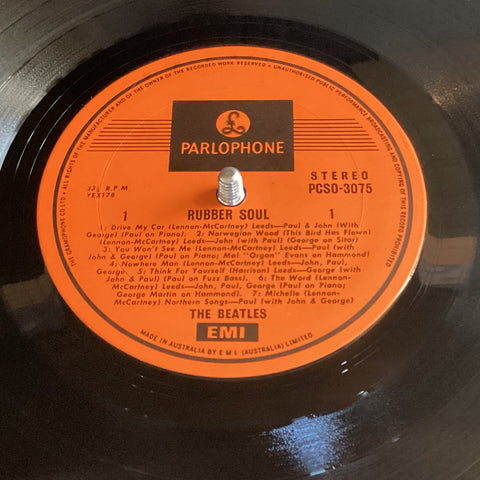 ALL RIGHTS OF THE MANUFACTURER AND OF THE OWNER OF THE RECORDED WORK RESERVED · UNAUTHORISED PUBLIC PERFORMANCE, BROADCASTING AND COPYING OF THIS RECORD PROHIBITED
THE GRAMOPHONE CO LTD
£
PARLOPHONE
STEREO
PCSO-3075
33⅓ R.P.M
YEX178
1 RUBBER SOUL 1
1: Drive My Car (Lennon-McCartney) Leeds—Paul & John (With
George) (Paul on Piano). 2: Norwegian Wood (This Bird Has Flown)
(Lennon-McCartney) Leeds—John (with Paul) (George on Sitar)
3: You Won't See Me (Lennon-McCartney) Leeds—Paul (with
John & George) (Paul on Piano; Mal "Organ" Evans on Hammond)
4: Nowhere Man (Lennon-McCartney) Leeds—John, Paul,
George. 5: Think For Yourself (Harrison) Leeds—George (with
John & Paul) (Paul on Fuzz Bass). 6: The Word (Lennon-
McCartney) Leeds—John, Paul, George (Paul on Piano;
George Martin on Hammond). 7: Michelle (Lennon-
McCartney) Northern Songs—Paul (with John & George)
THE BEATLES
EMI
MADE IN AUSTRALIA BY E M I (AUSTRALIA) LIMITED